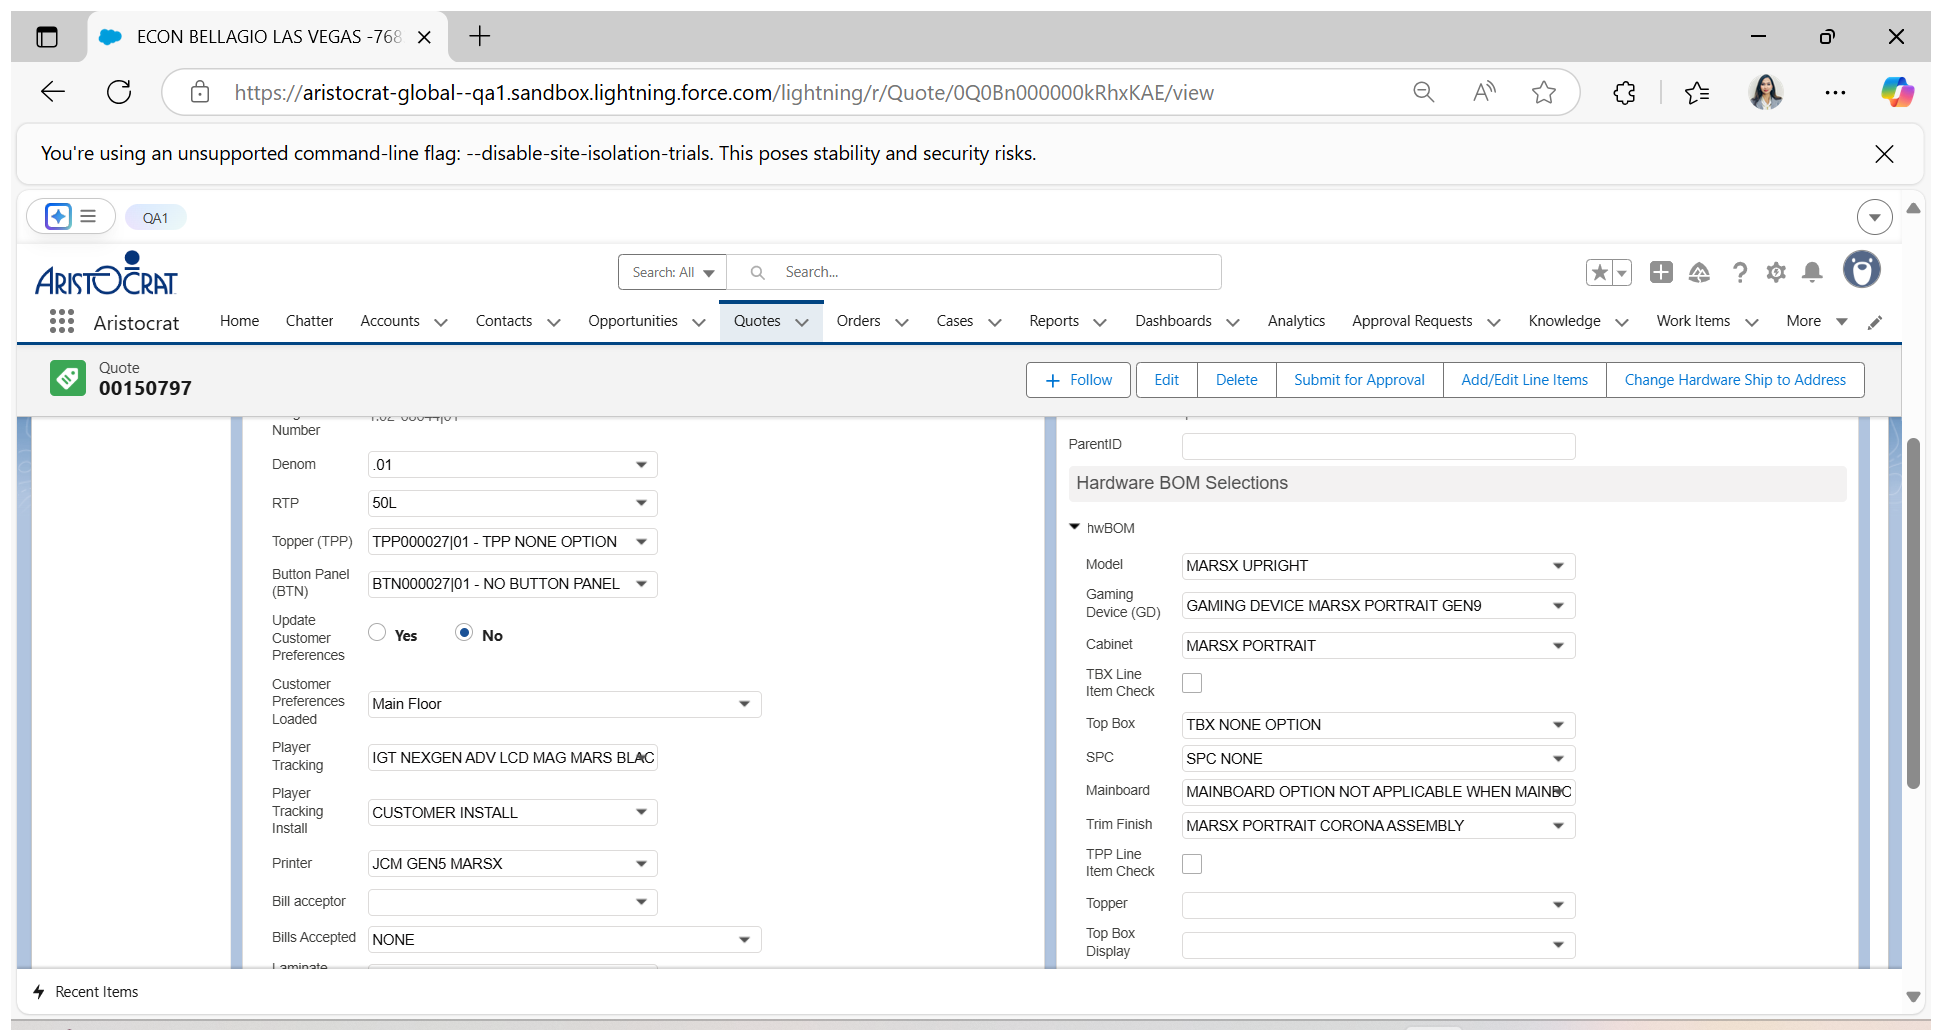 ECON BELLAGIO LAS VEGAS -768
https://aristocrat-global--qa1.sandbox.lightning.force.com/lightning/r/Quote/0Q0Bn000000kRhxKAE/view
You're using an unsupported command-line flag: --disable-site-isolation-trials. This poses stability and security risks.
QA1
ARISTOCRAT
Search: All
Search...
Aristocrat
Home Chatter Accounts Contacts Opportunities Quotes Orders Cases Reports Dashboards Analytics Approval Requests Knowledge Work Items More
Quote
00150797
Follow Edit Delete Submit for Approval Add/Edit Line Items Change Hardware Ship to Address
Number
Denom .01
RTP 50L
Topper (TPP) TPP000027|01 - TPP NONE OPTION
Button Panel
(BTN)
BTN000027|01 - NO BUTTON PANEL
Update
Customer
Preferences
Yes No
Customer
Preferences
Loaded
Main Floor
Player
Tracking
IGT NEXGEN ADV LCD MAG MARS BLAC
Player
Tracking
Install
CUSTOMER INSTALL
Printer JCM GEN5 MARSX
Bill acceptor
Bills Accepted NONE
Laminate
ParentID
Hardware BOM Selections
hwBOM
Model MARSX UPRIGHT
Gaming
Device (GD)
GAMING DEVICE MARSX PORTRAIT GEN9
Cabinet MARSX PORTRAIT
TBX Line
Item Check
Top Box TBX NONE OPTION
SPC SPC NONE
Mainboard MAINBOARD OPTION NOT APPLICABLE WHEN MAINBO
Trim Finish MARSX PORTRAIT CORONA ASSEMBLY
TPP Line
Item Check
Topper
Top Box
Display
Recent Items